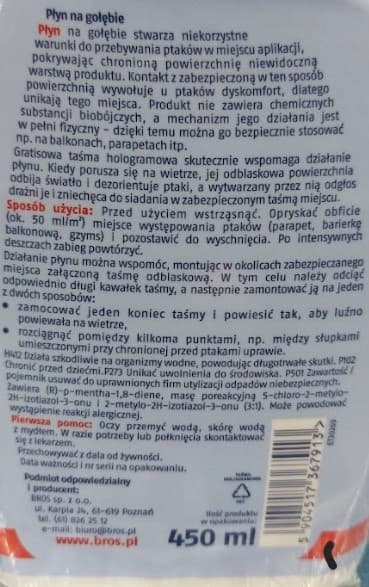 Płyn na gołębie
Płyn na gołębie stwarza niekorzystne
warunki do przebywania ptaków w miejscu aplikacji,
pokrywając chronioną powierzchnię niewidoczną
warstwą produktu. Kontakt z zabezpieczoną w ten sposób
powierzchnią wywołuje u ptaków dyskomfort, dlatego
unikają tego miejsca. Produkt nie zawiera chemicznych
substancji biobójczych, a mechanizm jego działania jest
w pełni fizyczny – dzięki temu można go bezpiecznie stosować
np. na balkonach, parapetach itp.
Gratisowa taśma hologramowa skutecznie wspomaga działanie
płynu. Kiedy porusza się na wietrze, jej odblaskowa powierzchnia
odbija światło i dezorientuje ptaki, a wytwarzany przez nią odgłos
drażni je i zniechęca do siadania w zabezpieczonym taśmą miejscu.
Sposób użycia: Przed użyciem wstrząsnąć. Opryskać obficie
(ok. 50 ml/m²) miejsce występowania ptaków (parapet, barierkę
balkonową, gzyms) i pozostawić do wyschnięcia. Po intensywnych
deszczach zabieg powtórzyć.
Działanie płynu można wspomóc, montując w okolicach zabezpieczanego
miejsca załączoną taśmę odblaskową. W tym celu należy odciąć
odpowiednio długi kawałek taśmy, a następnie zamontować ją na jeden
z dwóch sposobów:
• zamocować jeden koniec taśmy i powiesić tak, aby luźno
powiewała na wietrze,
• rozciągnąć pomiędzy kilkoma punktami, np. między słupkami
umieszczonymi przy chronionej przed ptakami uprawie.
H412 Działa szkodliwie na organizmy wodne, powodując długotrwałe skutki. P102
Chronić przed dziećmi. P273 Unikać uwolnienia do środowiska. P501 Zawartość /
pojemnik usuwać do uprawnionej firm utylizacji odpadów niebezpiecznych.
Zawiera (R)-p-mentha-1,8-diene, masę poreakcyjną 5-chloro-2-metylo-
2H-izotiazol-3-onu i 2-metylo-2H-izotiazol-3-onu (3:1). Może powodować
wystąpienie reakcji alergicznej.
Pierwsza pomoc: Oczy przemyć wodą, skórę wodą
z mydłem. W razie potrzeby lub połknięcia skontaktować
się z lekarzem.
Przechowywać z dala od żywności.
Data ważności i nr serii na opakowaniu.
Podmiot odpowiedzialny
i producent:
BROS sp. z o.o.
ul. Karpia 24, 61-619 Poznań
tel. (61) 826 25 12
e-mail: biuro@bros.pl
www.bros.pl
Ilość produktu
w opakowaniu:
450 ml
5 904517 367913